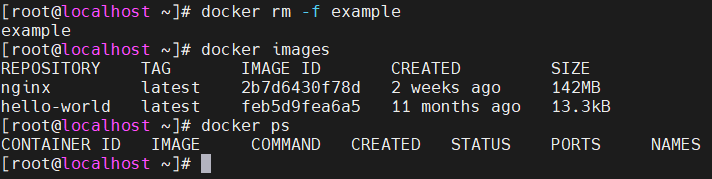 [root@localhost ~]# docker rm -f example
example
[root@localhost ~]# docker images
REPOSITORY    TAG       IMAGE ID       CREATED         SIZE
nginx         latest    2b7d6430f78d   2 weeks ago     142MB
hello-world   latest    feb5d9fea6a5   11 months ago   13.3kB
[root@localhost ~]# docker ps
CONTAINER ID   IMAGE     COMMAND   CREATED   STATUS    PORTS     NAMES
[root@localhost ~]#